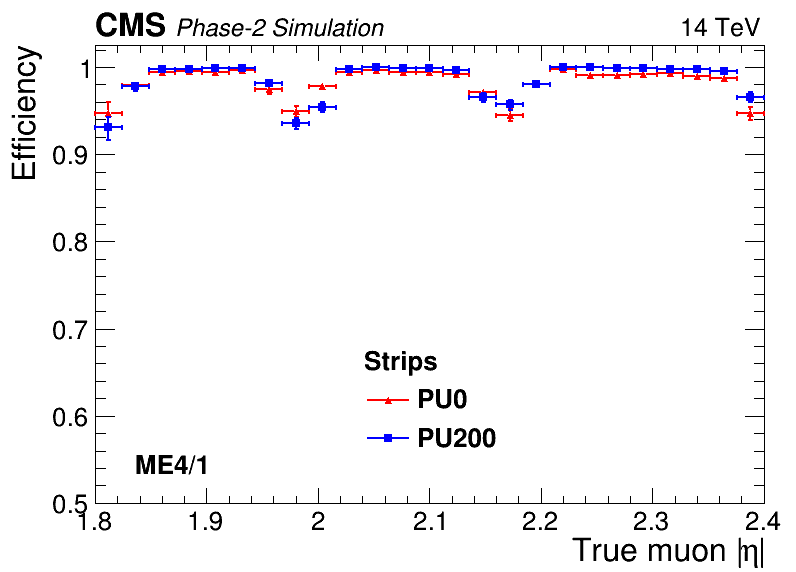 CMS Phase-2 Simulation 14 TeV
Efficiency
1
0.9
0.8
0.7
0.6
0.5
Strips
PU0
PU200
ME4/1
1.8 1.9 2 2.1 2.2 2.3 2.4
True muon |η|